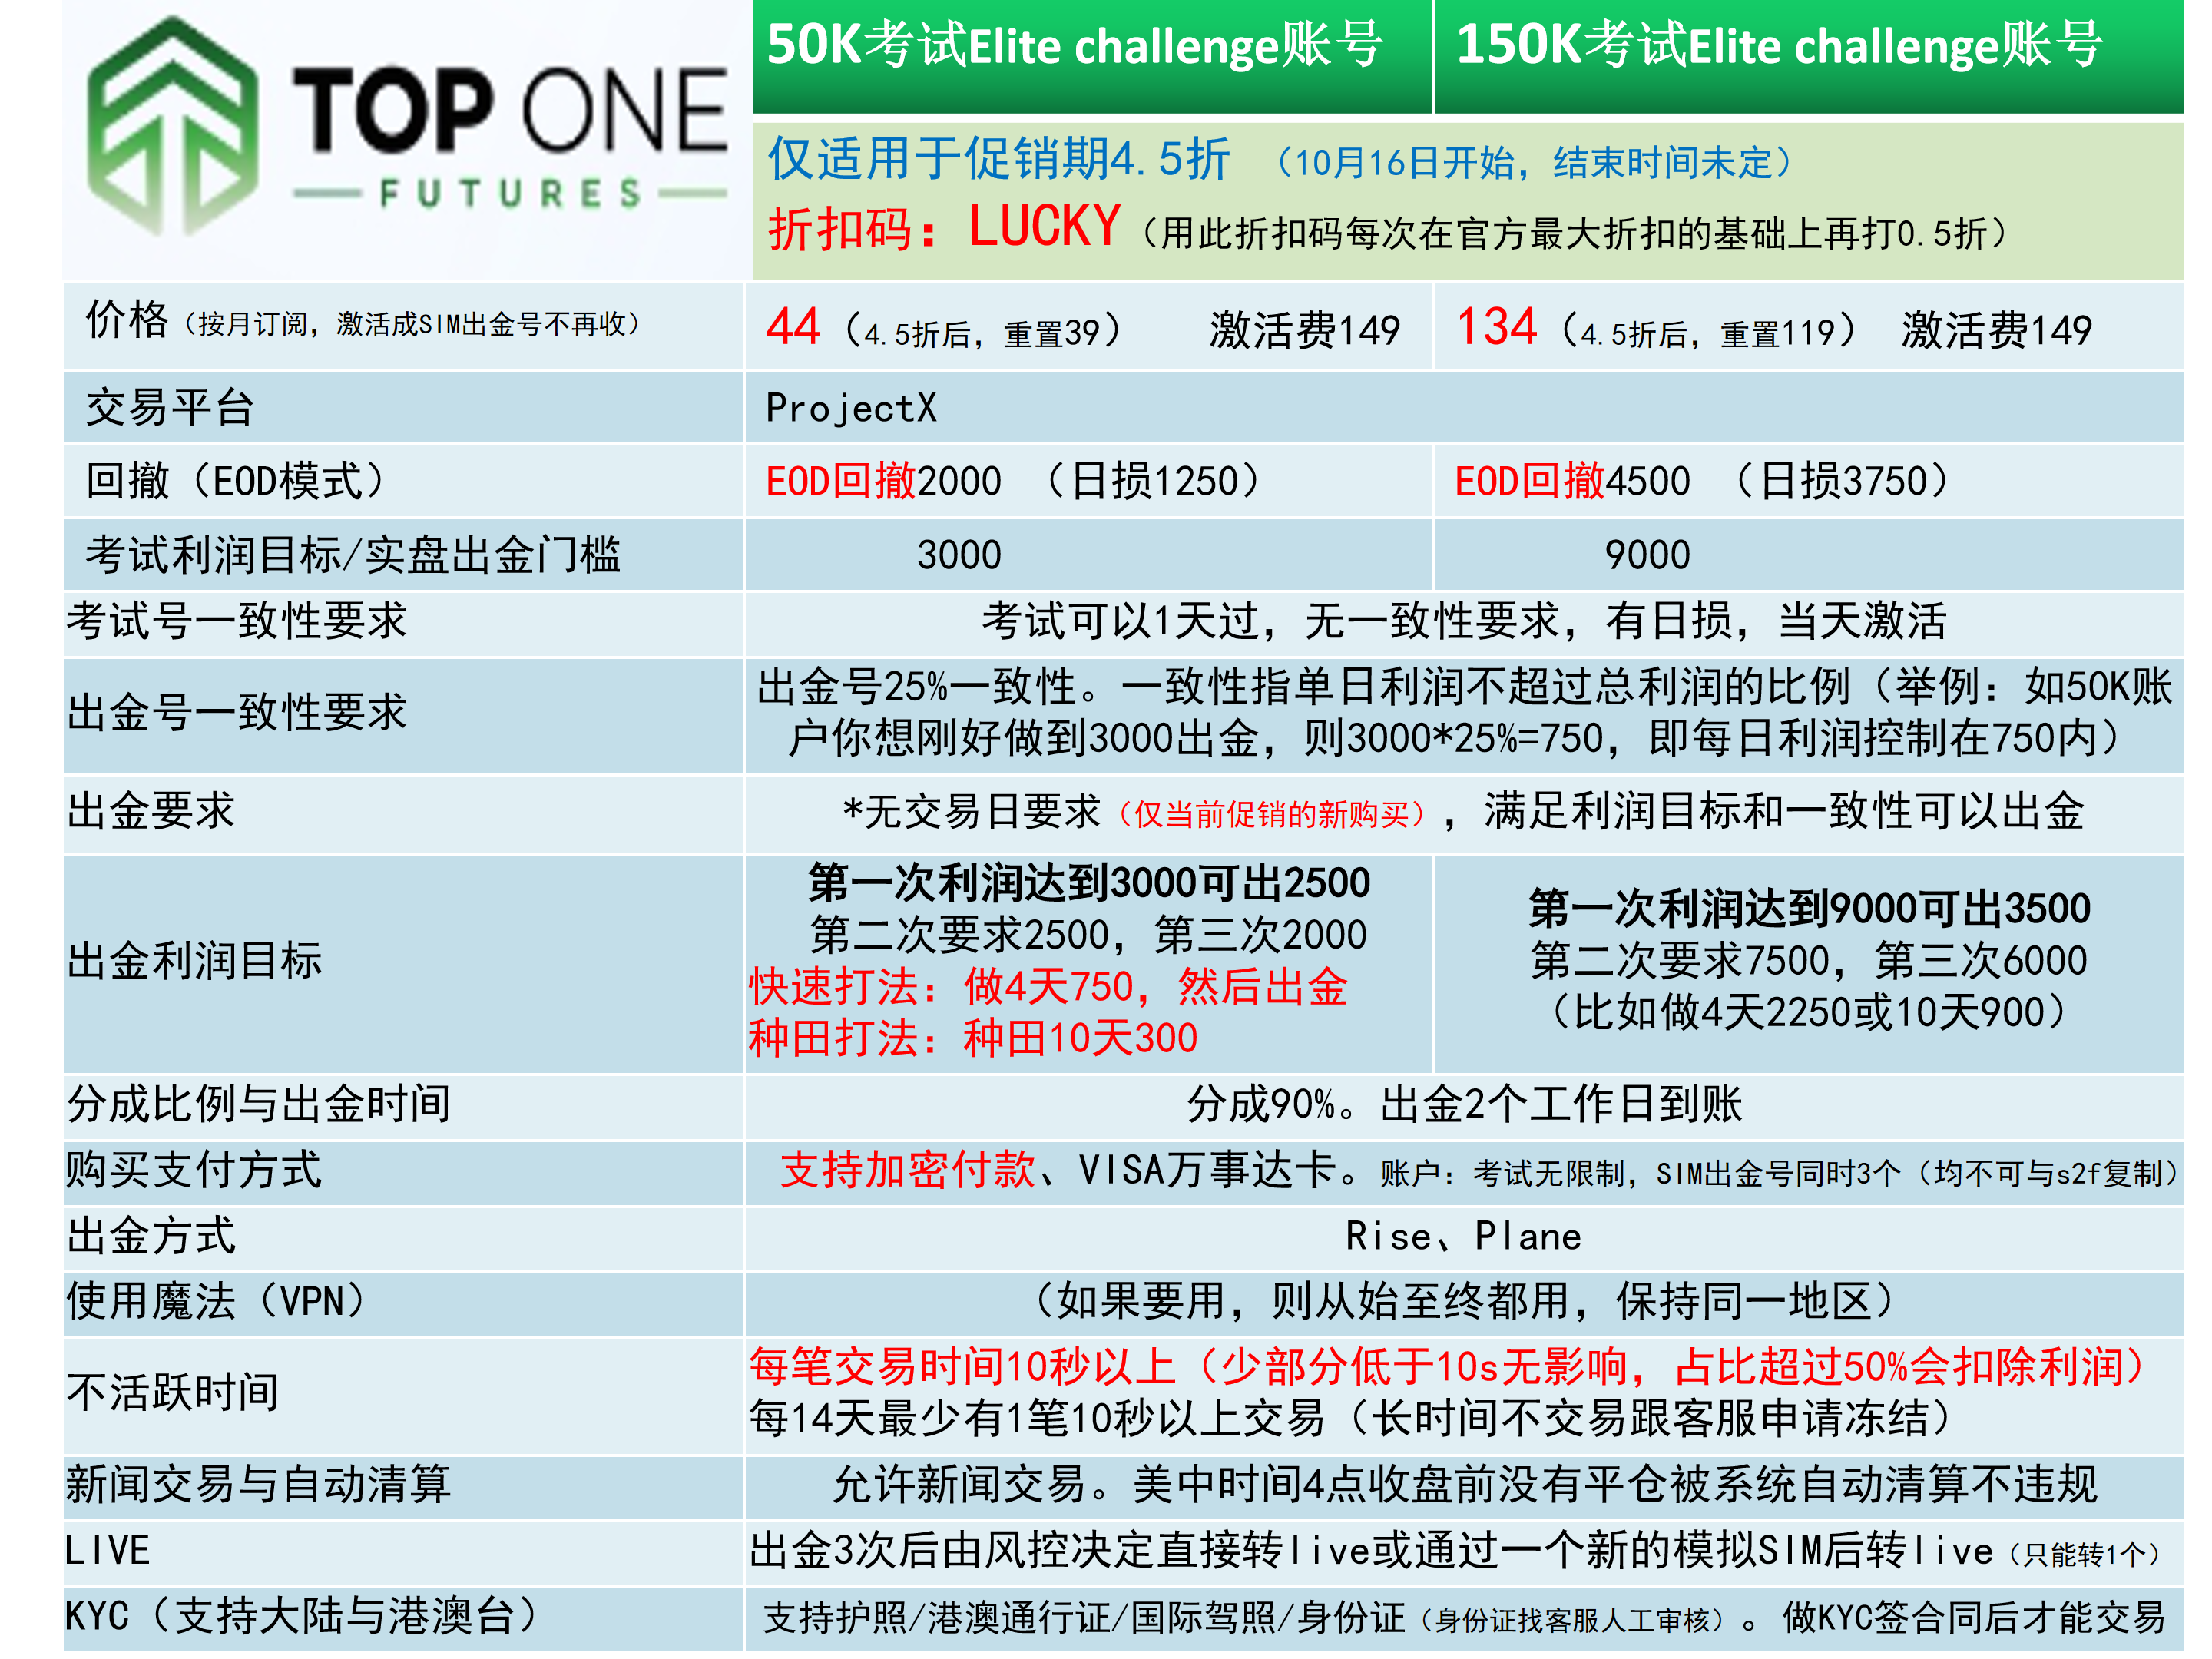 TOP ONE
FUTURES
50K考试Elite challenge账号
150K考试Elite challenge账号
仅适用于促销期4.5折 （10月16日开始，结束时间未定）
折扣码：LUCKY（用此折扣码每次在官方最大折扣的基础上再打0.5折）
价格（按月订阅，激活成SIM出金号不再收）
44（4.5折后，重置39） 激活费149
134（4.5折后，重置119） 激活费149
交易平台
ProjectX
回撤（EOD模式）
EOD回撤2000 （日损1250）
EOD回撤4500 （日损3750）
考试利润目标/实盘出金门槛
3000
9000
考试号一致性要求
考试可以1天过，无一致性要求，有日损，当天激活
出金号一致性要求
出金号25%一致性。一致性指单日利润不超过总利润的比例（举例：如50K账
户你想刚好做到3000出金，则3000*25%=750，即每日利润控制在750内）
出金要求
*无交易日要求（仅当前促销的新购买），满足利润目标和一致性可以出金
出金利润目标
第一次利润达到3000可出2500
第二次要求2500，第三次2000
快速打法：做4天750，然后出金
种田打法：种田10天300
第一次利润达到9000可出3500
第二次要求7500，第三次6000
（比如做4天2250或10天900）
分成比例与出金时间
分成90%。出金2个工作日到账
购买支付方式
支持加密付款、VISA万事达卡。账户：考试无限制，SIM出金号同时3个（均不可与s2f复制）
出金方式
Rise、Plane
使用魔法（VPN）
（如果要用，则从始至终都用，保持同一地区）
不活跃时间
每笔交易时间10秒以上（少部分低于10s无影响，占比超过50%会扣除利润）
每14天最少有1笔10秒以上交易（长时间不交易跟客服申请冻结）
新闻交易与自动清算
允许新闻交易。美中时间4点收盘前没有平仓被系统自动清算不违规
LIVE
出金3次后由风控决定直接转live或通过一个新的模拟SIM后转live（只能转1个）
KYC（支持大陆与港澳台）
支持护照/港澳通行证/国际驾照/身份证（身份证找客服人工审核）。做KYC签合同后才能交易